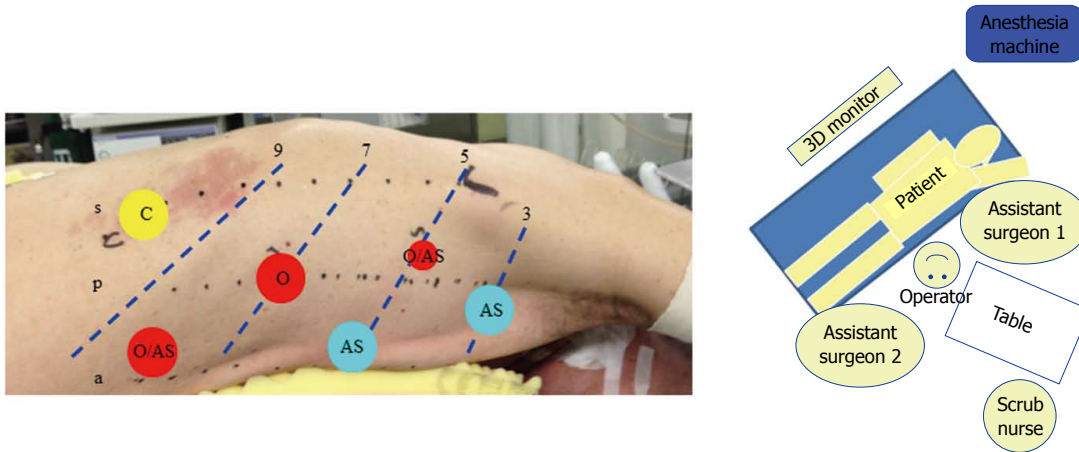 9
7
5
3
s
C
O/AS
p
O
AS
O/AS
AS
a
Anesthesia
machine
3D monitor
Patient
Assistant
surgeon 1
Operator
Table
Assistant
surgeon 2
Scrub
nurse